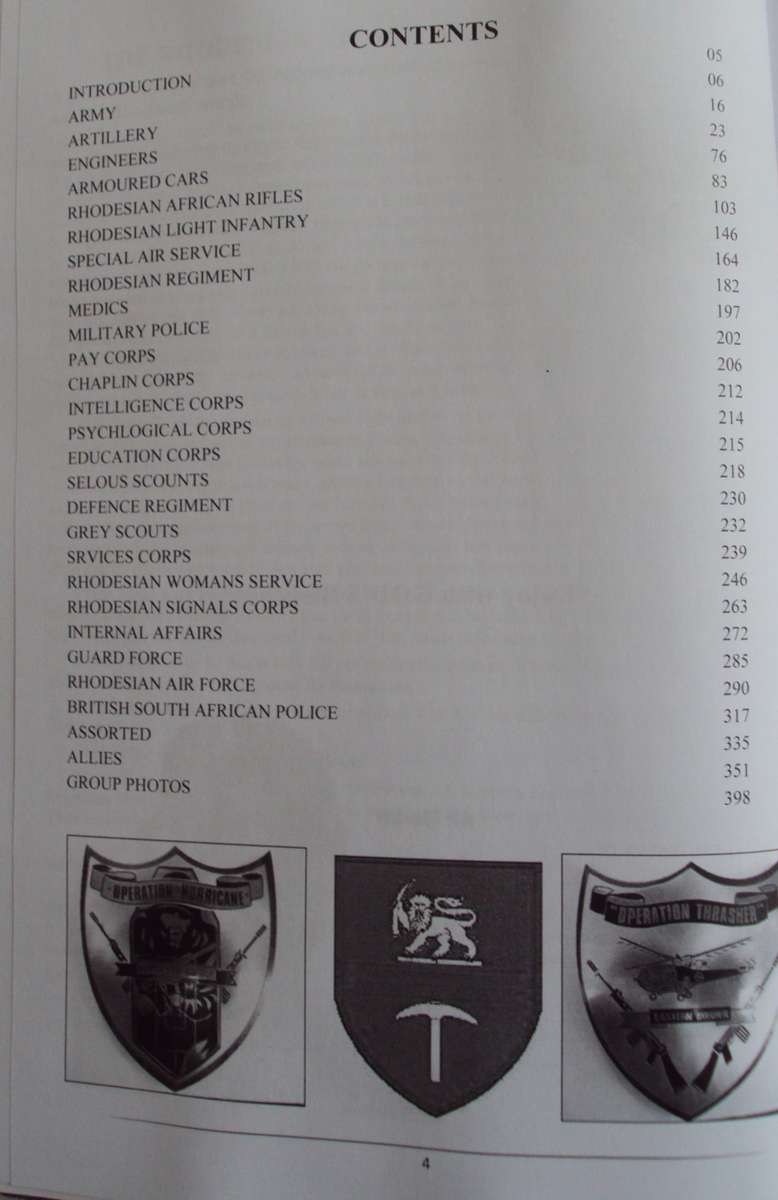 CONTENTS
INTRODUCTION 05
ARMY 06
ARTILLERY 16
ENGINEERS 23
ARMOURED CARS 76
RHODESIAN AFRICAN RIFLES 83
RHODESIAN LIGHT INFANTRY 103
SPECIAL AIR SERVICE 146
RHODESIAN REGIMENT 164
MEDICS 182
MILITARY POLICE 197
PAY CORPS 202
CHAPLIN CORPS 206
INTELLIGENCE CORPS 212
PSYCHLOGICAL CORPS 214
EDUCATION CORPS 215
SELOUS SCOUNTS 218
DEFENCE REGIMENT 230
GREY SCOUTS 232
SRVICES CORPS 239
RHODESIAN WOMANS SERVICE 246
RHODESIAN SIGNALS CORPS 263
INTERNAL AFFAIRS 272
GUARD FORCE 285
RHODESIAN AIR FORCE 290
BRITISH SOUTH AFRICAN POLICE 317
ASSORTED 335
ALLIES 351
GROUP PHOTOS 398
"OPERATION HURRICANE"
"OPERATION THRASHER"
4